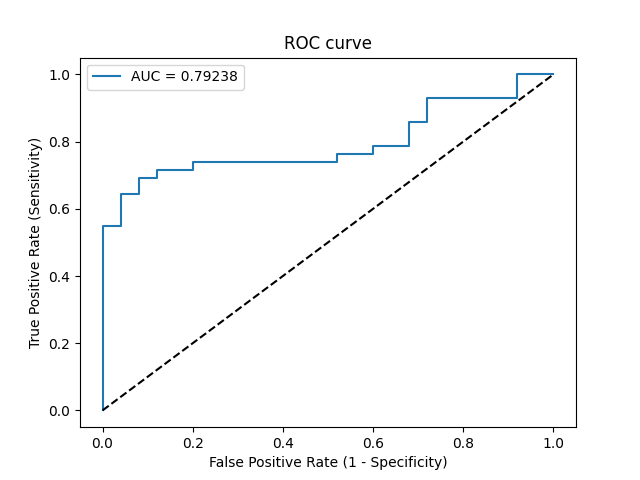 ROC curve
AUC = 0.79238
1.0
0.8
0.6
0.4
0.2
0.0
True Positive Rate (Sensitivity)
0.0 0.2 0.4 0.6 0.8 1.0
False Positive Rate (1 - Specificity)